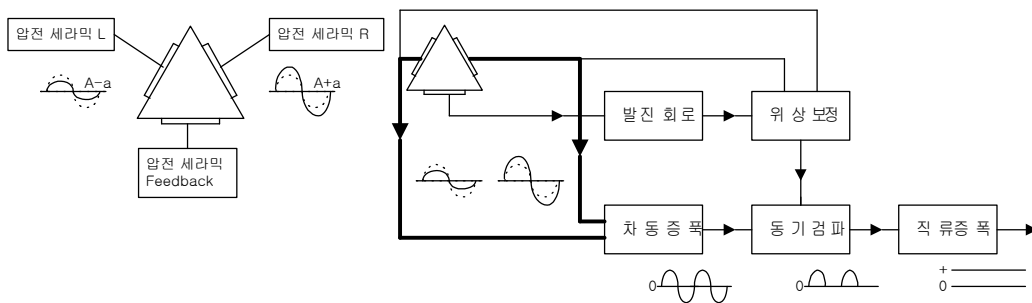 압전 세라믹 L
압전 세라믹 R
A-a
A+a
압전 세라믹
Feedback
발진 회로
위 상 보정
차 동 증 폭
동 기 검 파
직 류 증 폭
0
0
+
0